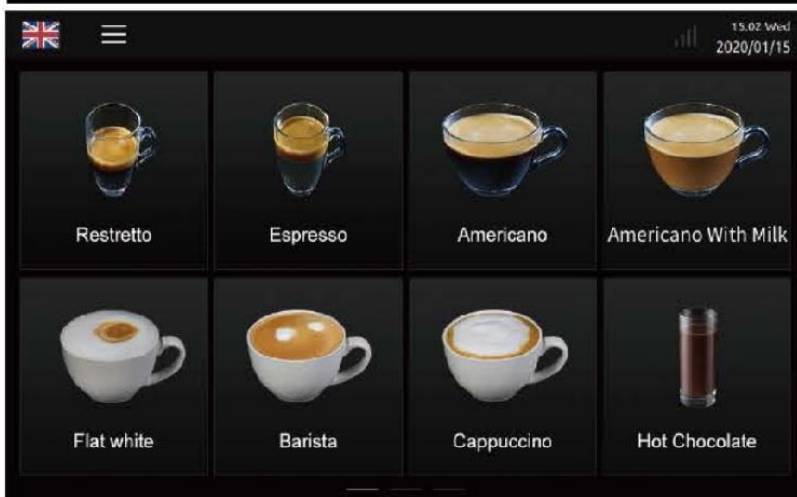 15.02 Wed
2020/01/15
Restretto
Espresso
Americano
Americano With Milk
Flat white
Barista
Cappuccino
Hot Chocolate